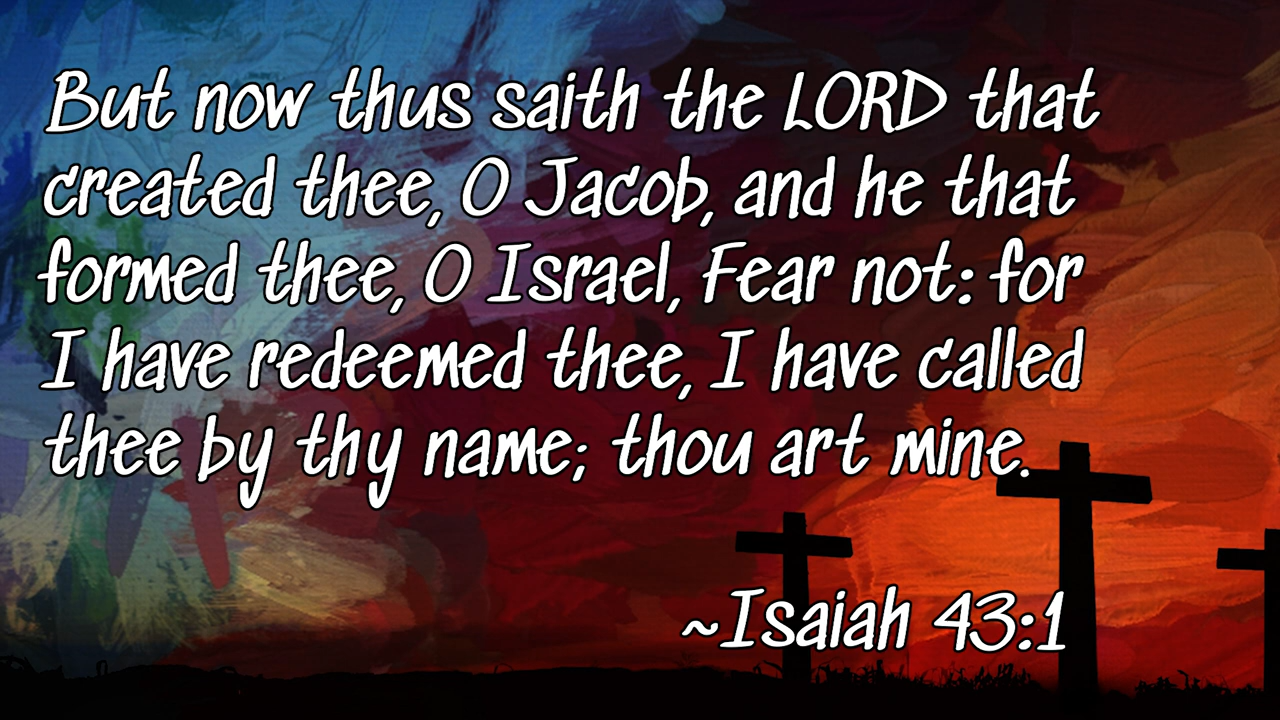 But now thus saith the LORD that
created thee, O Jacob, and he that
formed thee, O Israel, Fear not: for
I have redeemed thee, I have called
thee by thy name; thou art mine.
~Isaiah 43:1